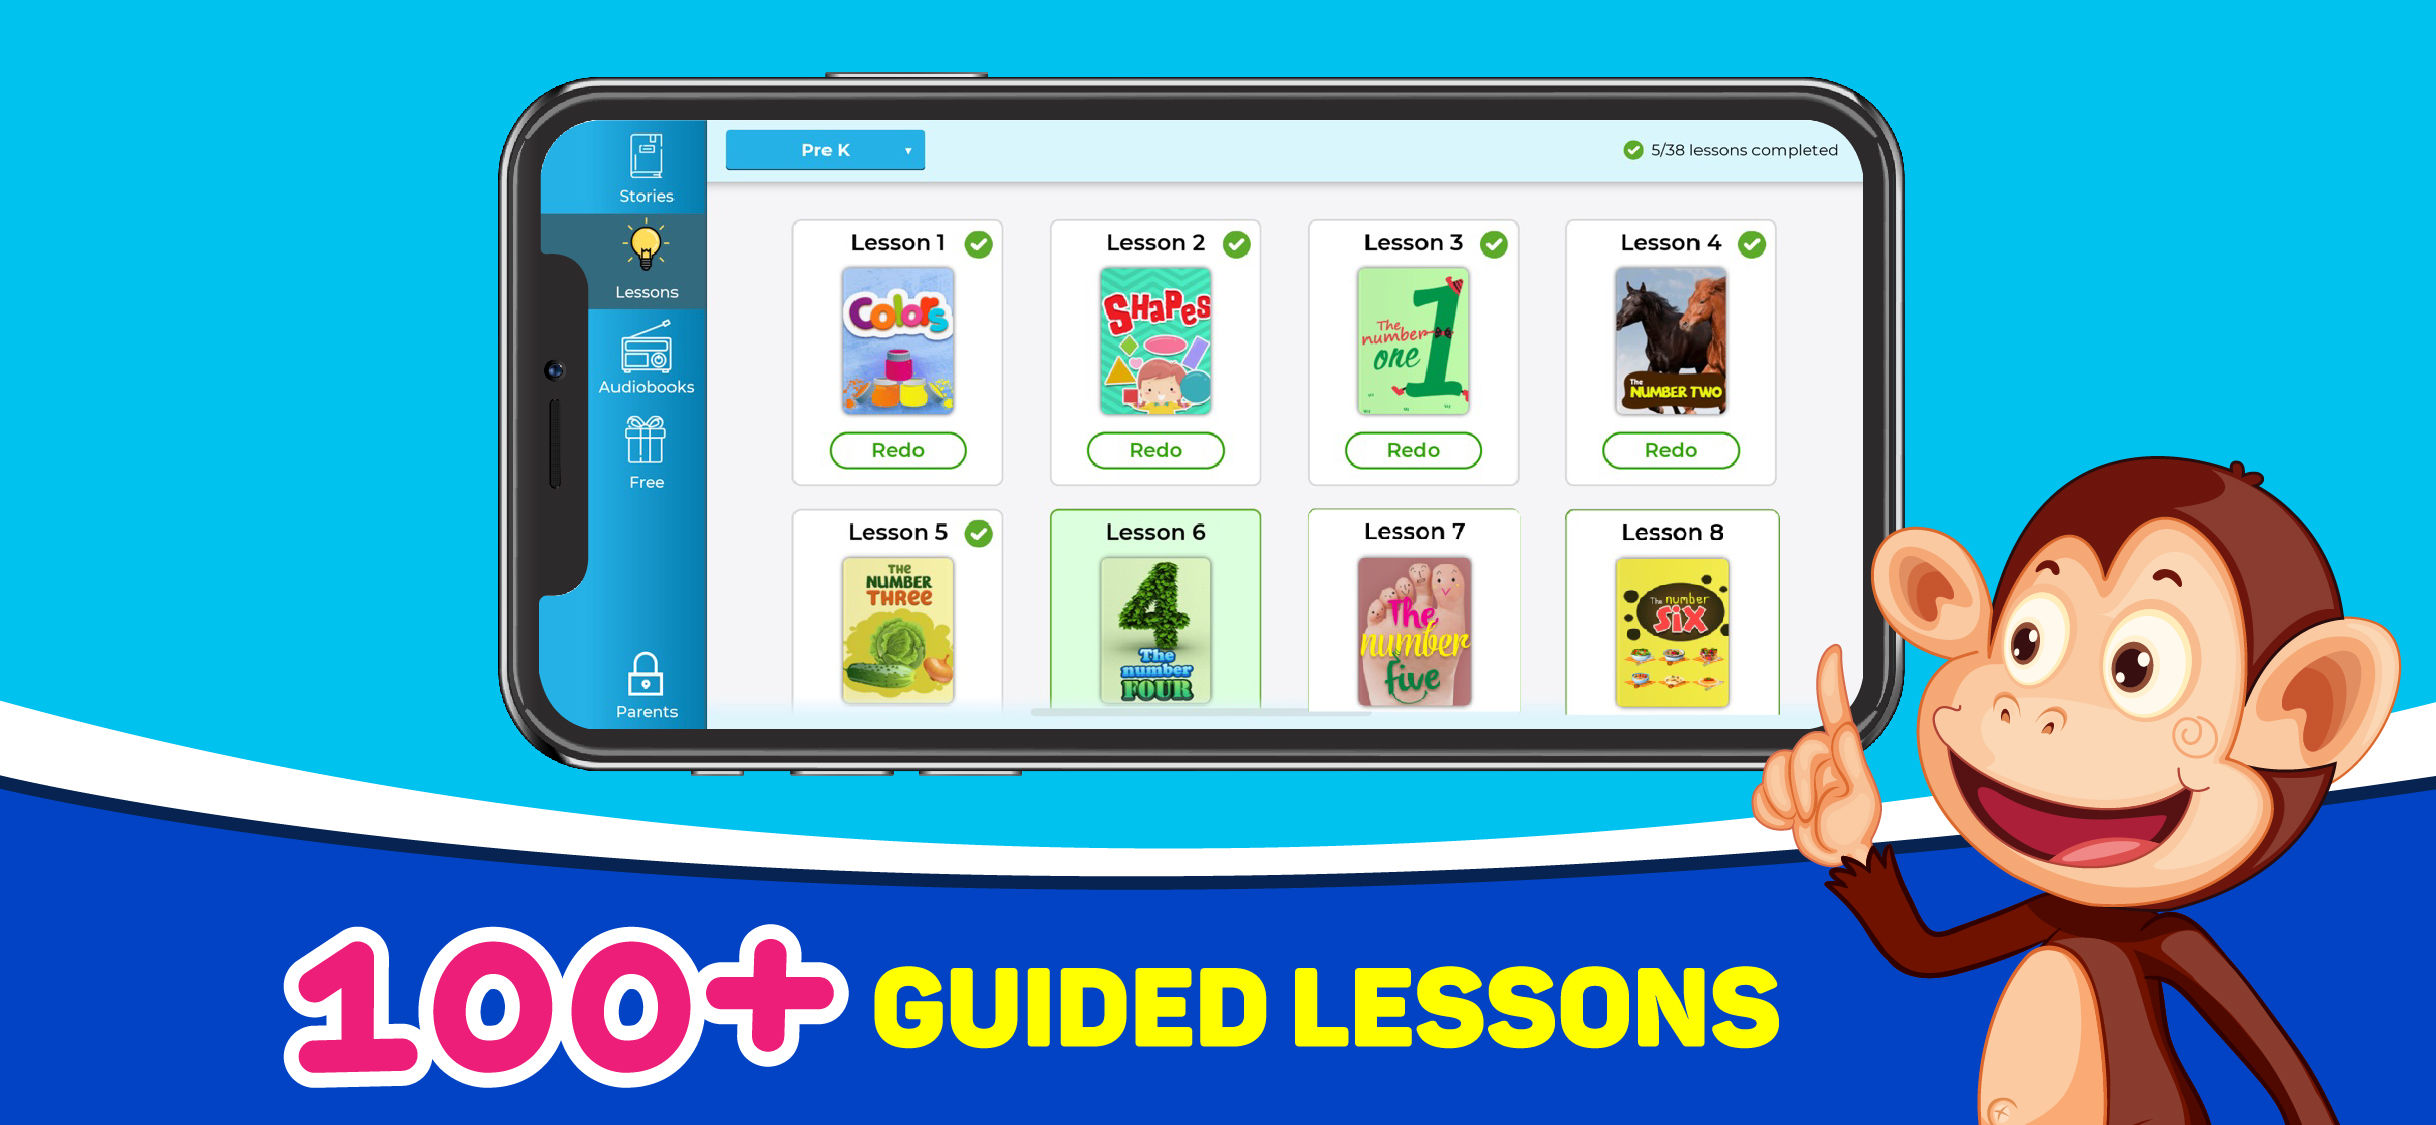 Stories
Lessons
Audiobooks
Free
Parents
Pre K
5/38 lessons completed
Lesson 1
Colors
Redo
Lesson 2
SHaPes
Redo
Lesson 3
The
number
one
1
Redo
Lesson 4
The
NUMBER TWO
Redo
Lesson 5
THE
NUMBER
THREE
Lesson 6
4
The
number
FOUR
Lesson 7
The
number
five
Lesson 8
The number
SiX
100+ GUIDED LESSONS